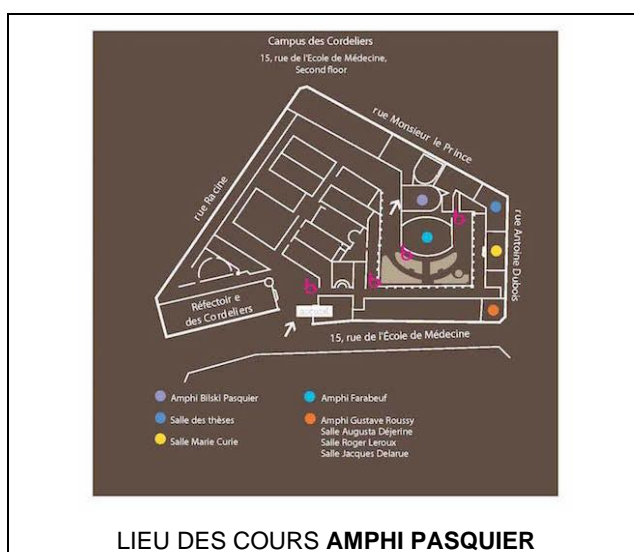 Campus des Cordeliers
15, rue de l'Ecole de Médecine,
Second floor
rue Monsieur le Prince
rue Racine
rue Antoine Dubois
Réfectoire
des Cordeliers
15, rue de l'École de Médecine
Amphi Bilski Pasquier
Salle des thèses
Salle Marie Curie
Amphi Farabeuf
Amphi Gustave Roussy
Salle Augusta Déjerine
Salle Roger Leroux
Salle Jacques Delarue
LIEU DES COURS AMPHI PASQUIER